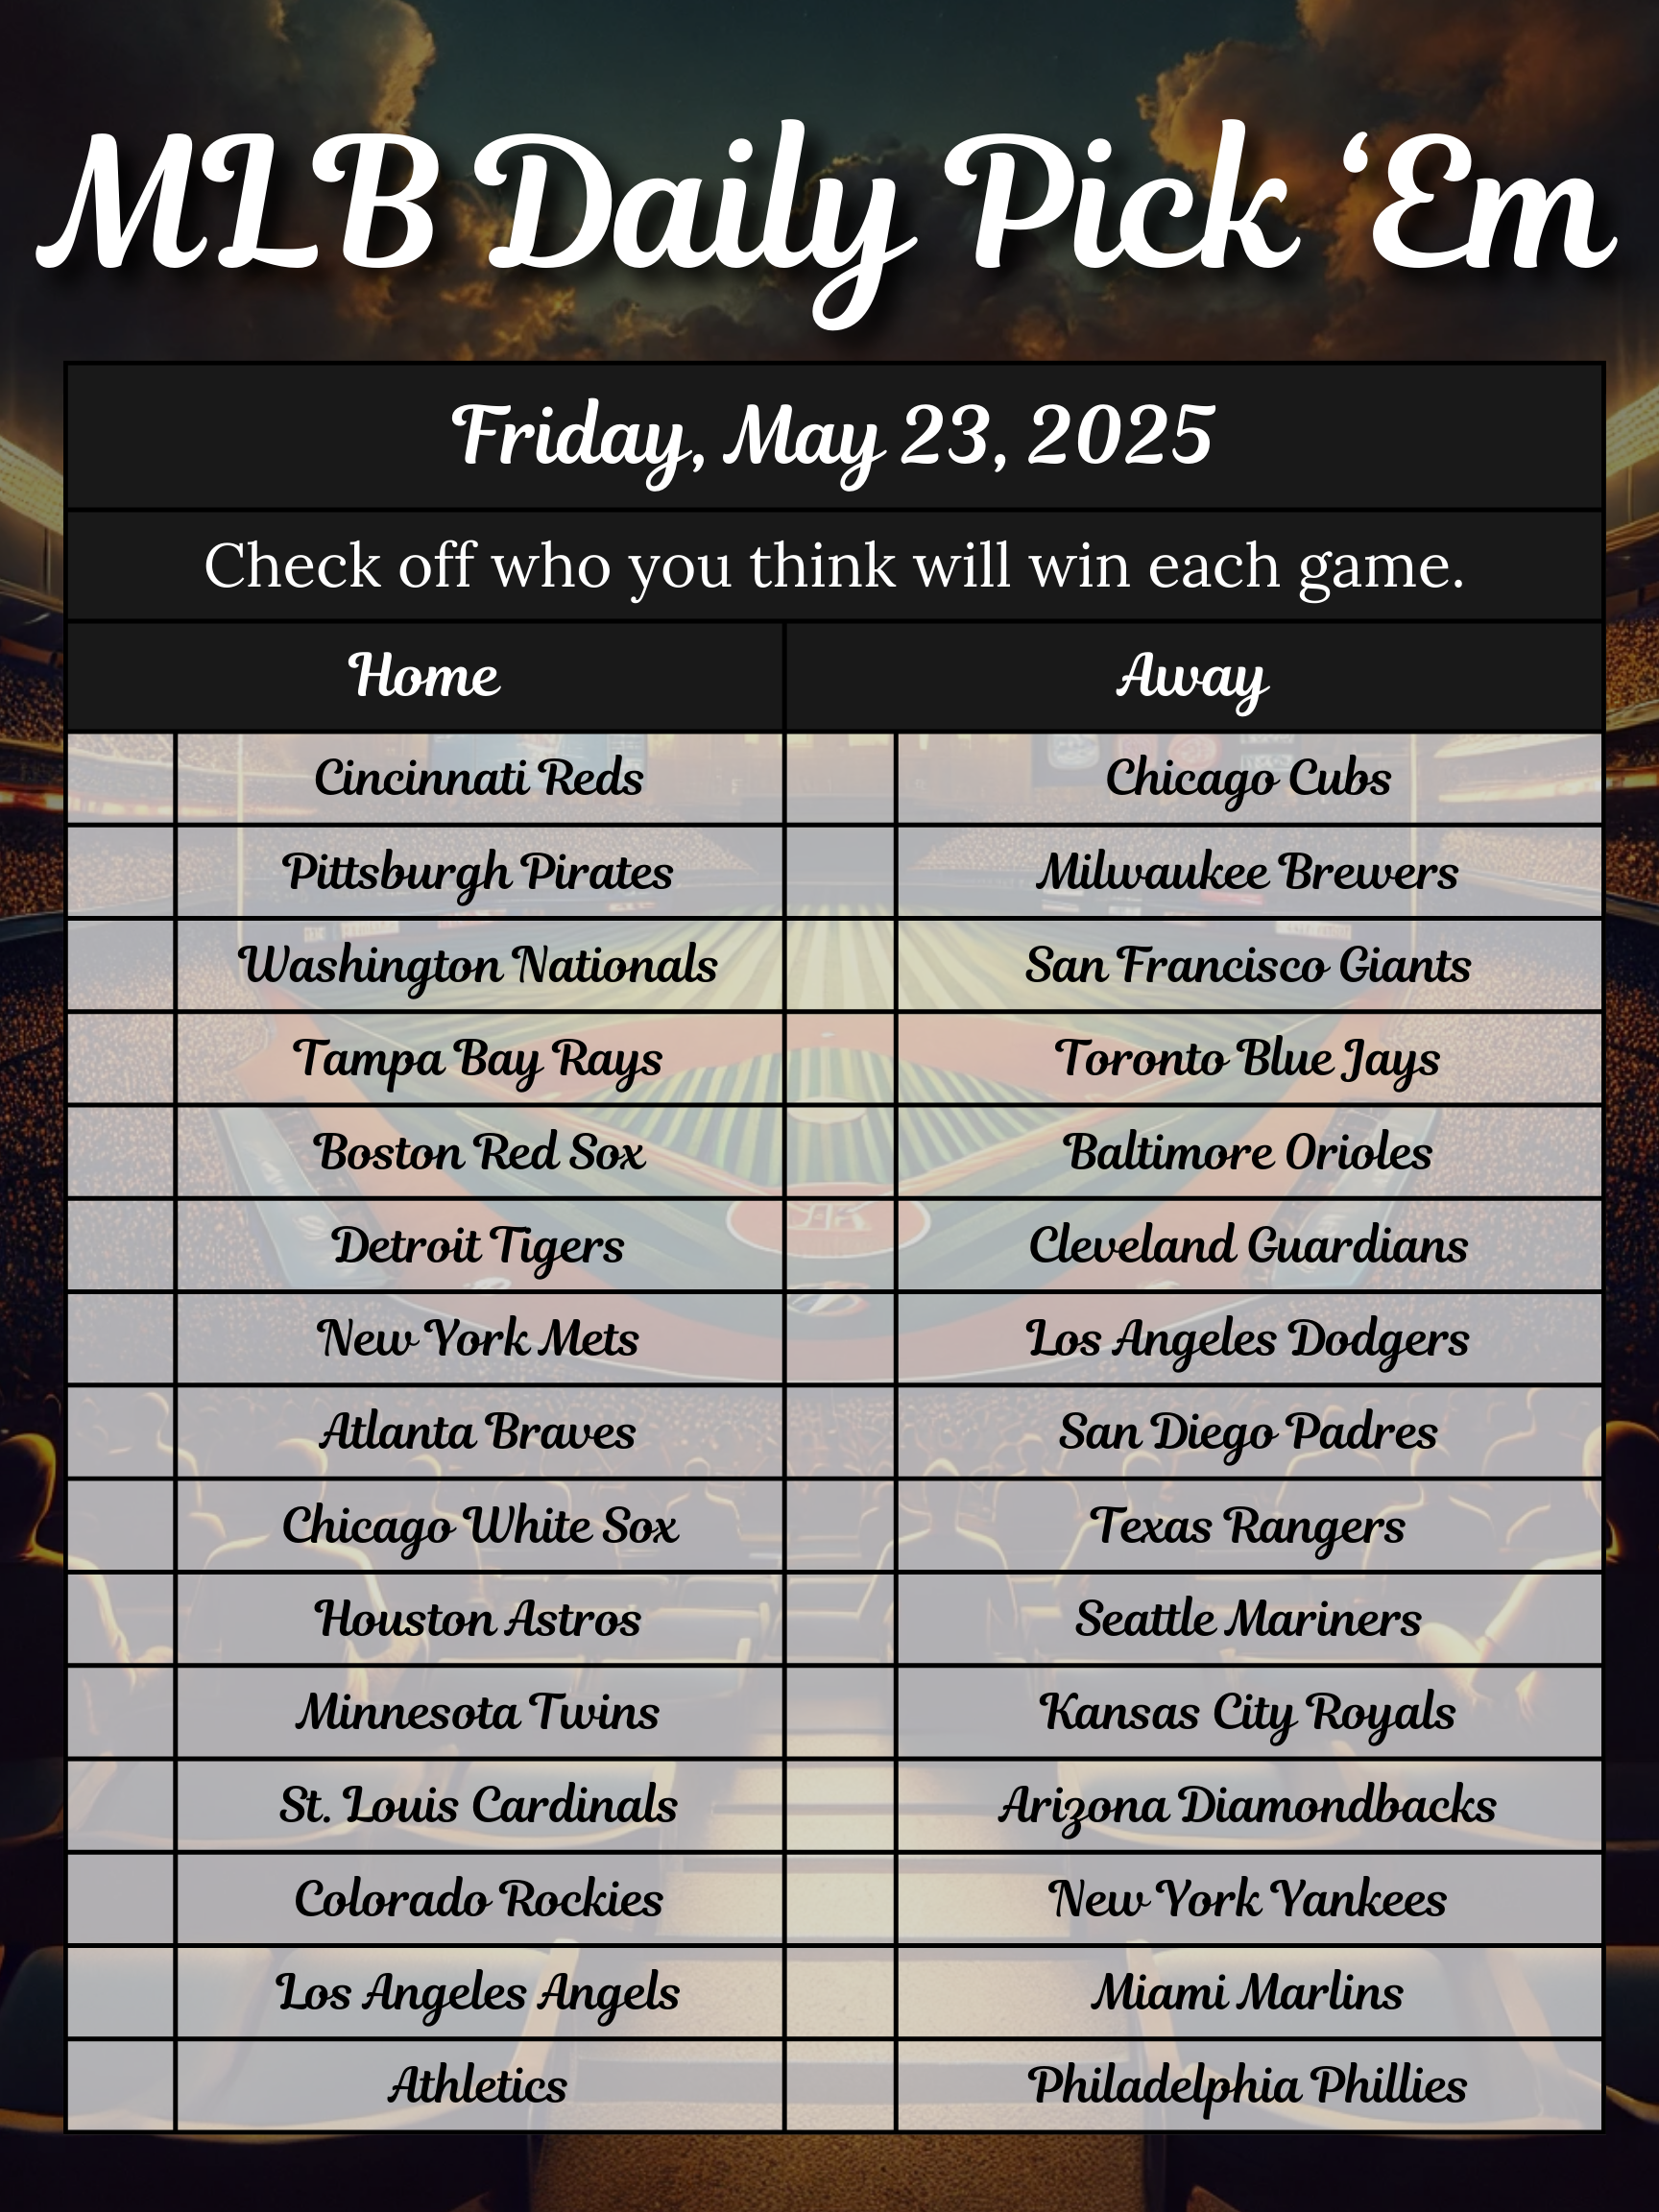 MLB Daily Pick ‘Em
Friday, May 23, 2025
Check off who you think will win each game.
Home Away
Cincinnati Reds Chicago Cubs
Pittsburgh Pirates Milwaukee Brewers
Washington Nationals San Francisco Giants
Tampa Bay Rays Toronto Blue Jays
Boston Red Sox Baltimore Orioles
Detroit Tigers Cleveland Guardians
New York Mets Los Angeles Dodgers
Atlanta Braves San Diego Padres
Chicago White Sox Texas Rangers
Houston Astros Seattle Mariners
Minnesota Twins Kansas City Royals
St. Louis Cardinals Arizona Diamondbacks
Colorado Rockies New York Yankees
Los Angeles Angels Miami Marlins
Athletics Philadelphia Phillies